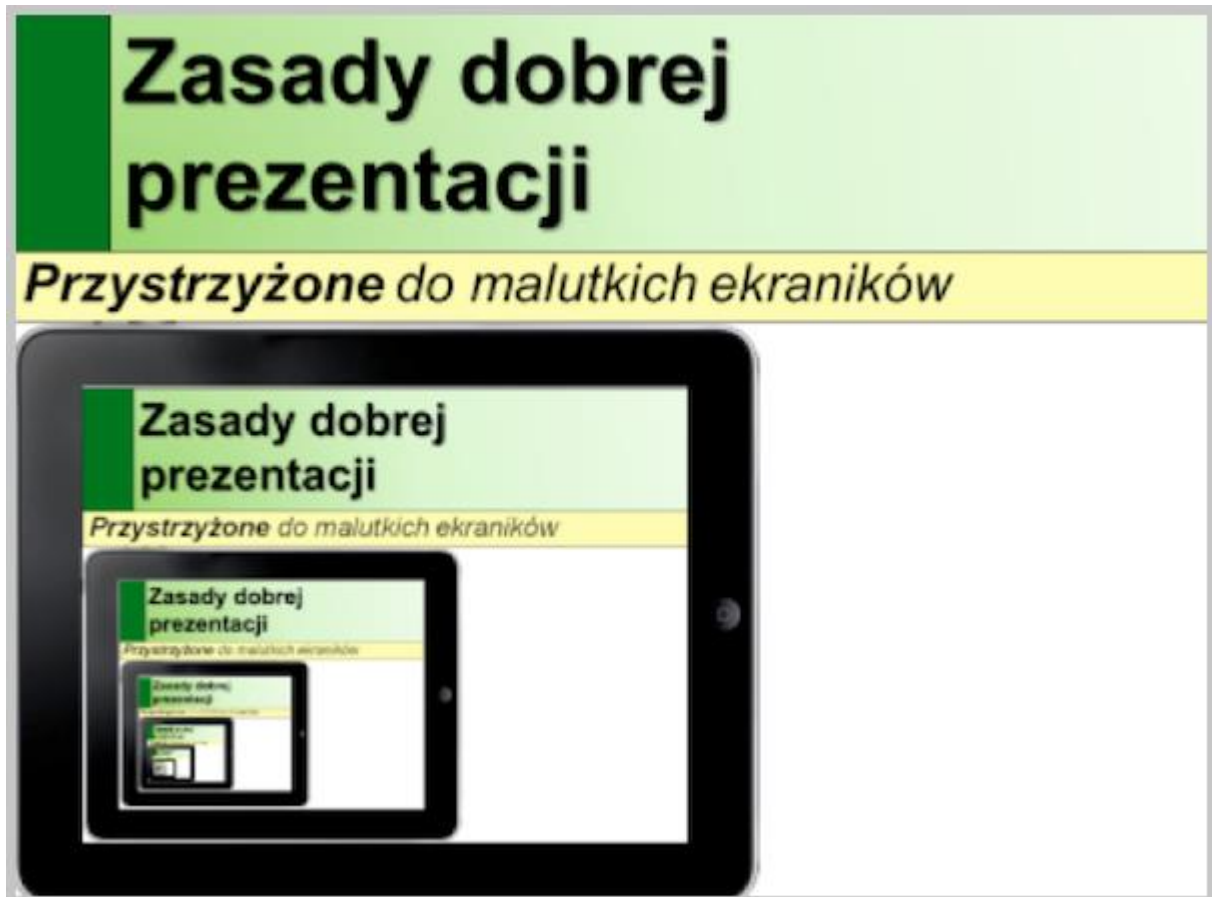 Zasady dobrej
prezentacji
Przystrzyżone do malutkich ekraników
Zasady dobrej
prezentacji
Przystrzyżone do malutkich ekraników
Zasady dobrej
prezentacji
Przystrzyżone do malutkich ekraników
Zasady dobrej
prezentacji